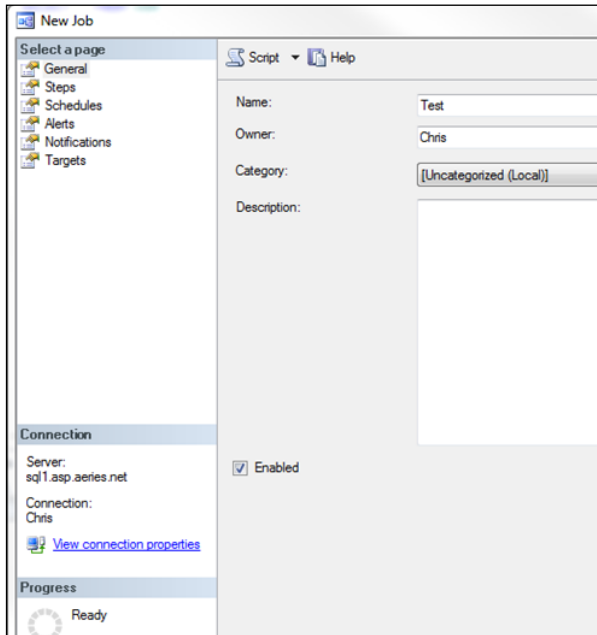 New Job
Select a page
General
Steps
Schedules
Alerts
Notifications
Targets
Script
Help
Name:
Test
Owner:
Chris
Category:
[Uncategorized (Local)]
Description:
Enabled
Connection
Server:
sql1.asp.aeries.net
Connection:
Chris
View connection properties
Progress
Ready